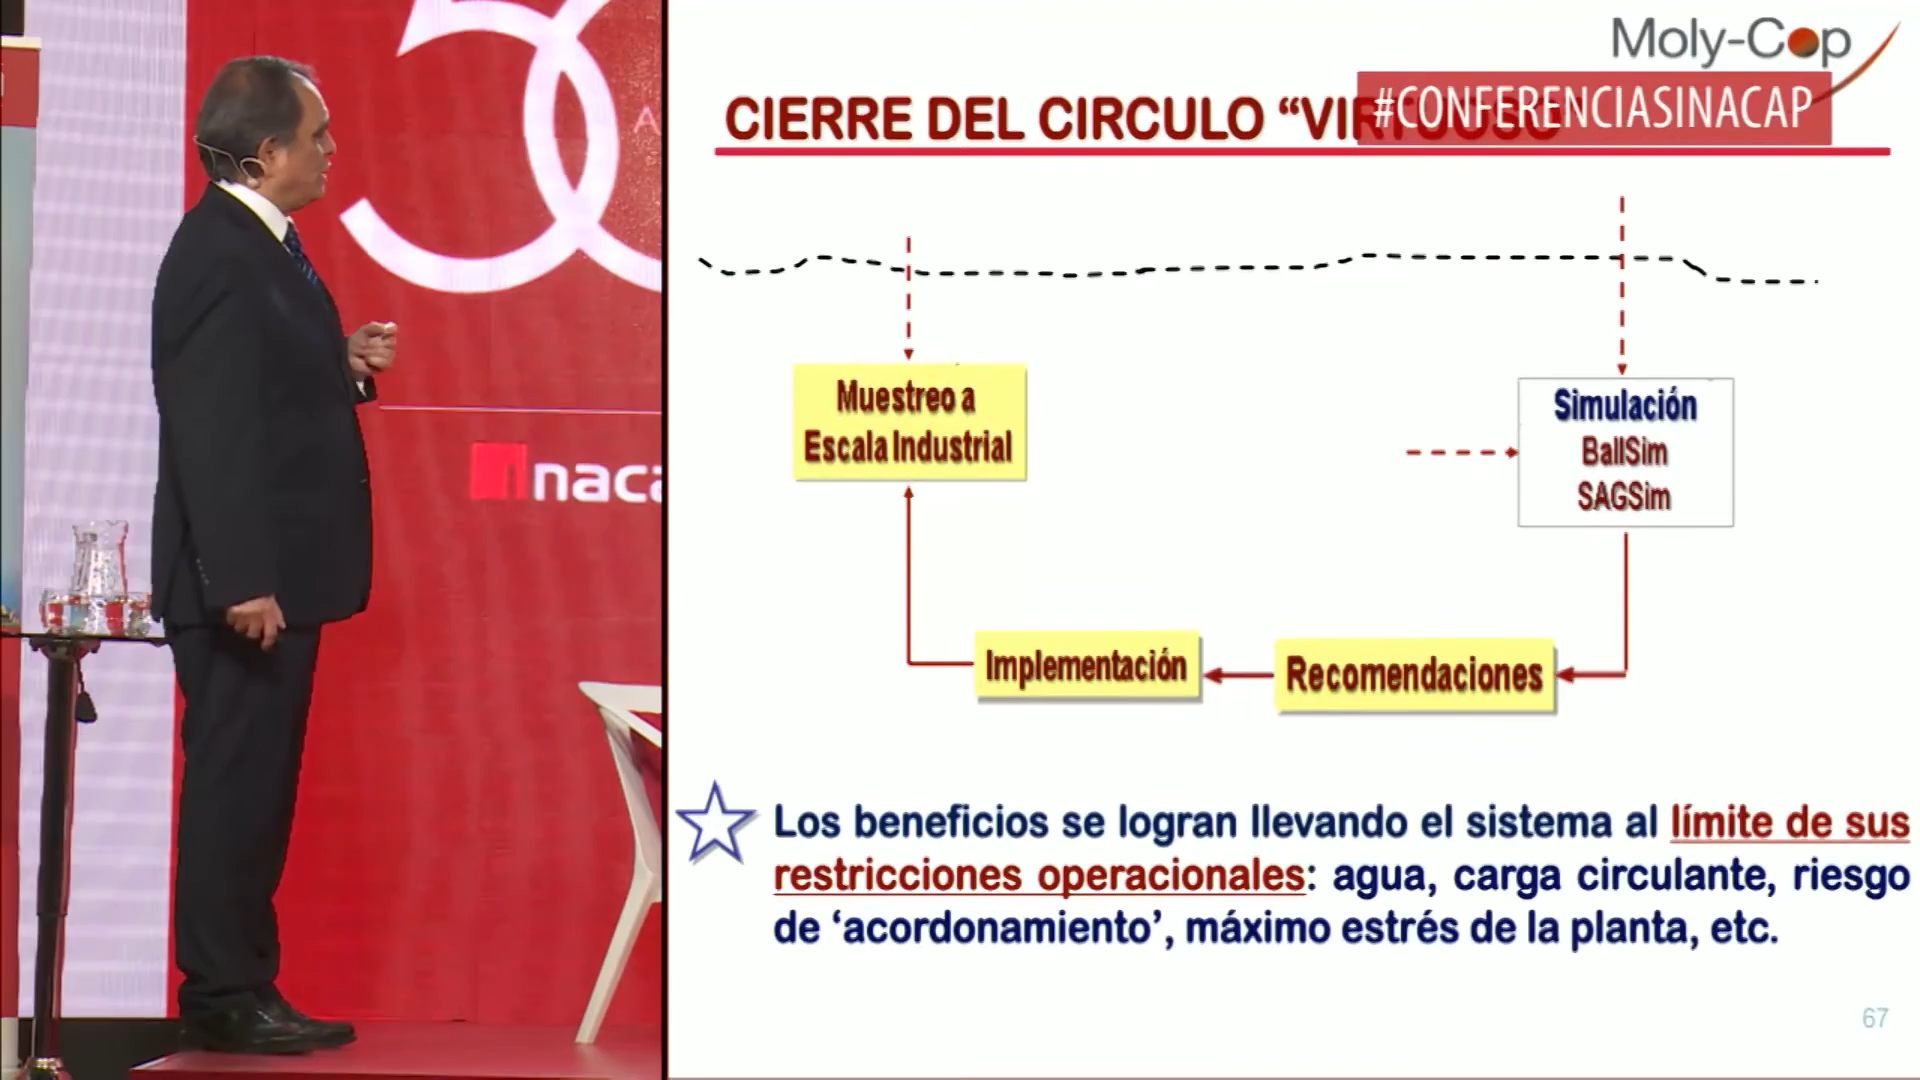 Moly-Cop
#CONFERENCIASINACAP
CIERRE DEL CIRCULO “VIRTUOSO”
50
A
inaca
Muestreo a
Escala Industrial
Simulación
BallSim
SAGSim
Implementación
Recomendaciones
Los beneficios se logran llevando el sistema al límite de sus
restricciones operacionales: agua, carga circulante, riesgo
de ‘acordonamiento’, máximo estrés de la planta, etc.
67